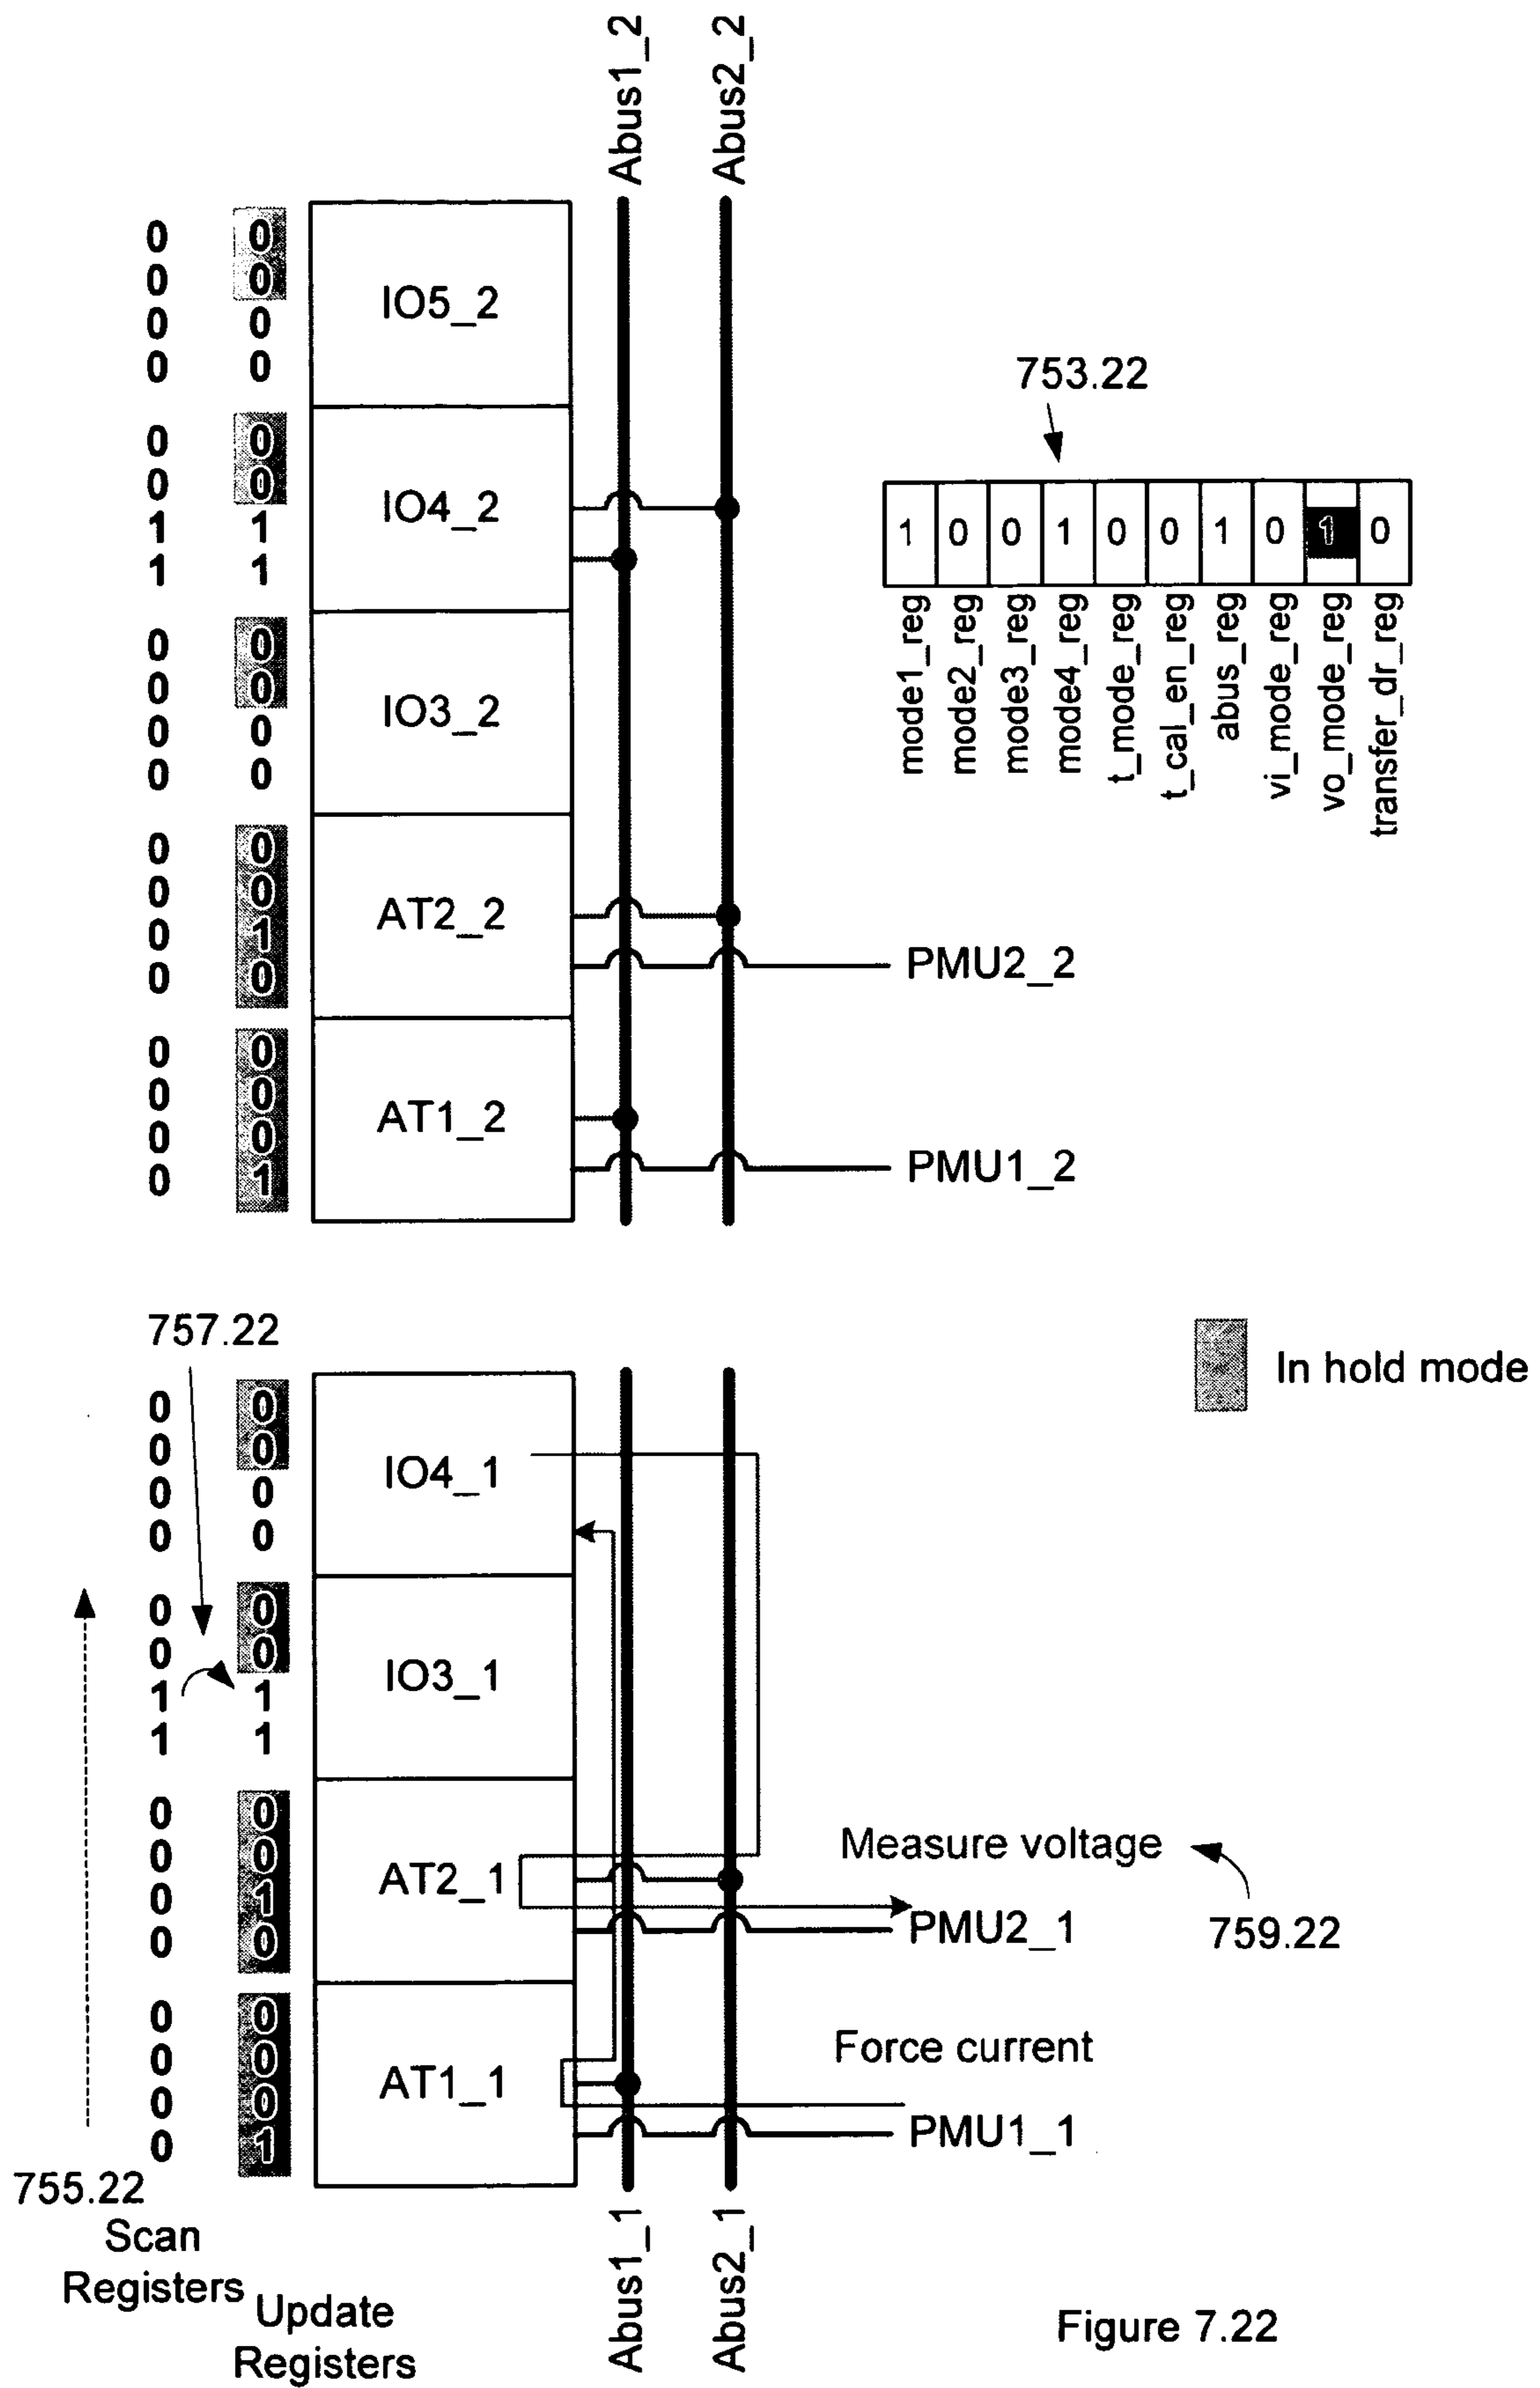 Abus1_2
Abus2_2
0 0
0 0
0 0
0 0
IO5_2
0 0
0 0
1 1
1 1
IO4_2
0 0
0 0
0 0
0 0
IO3_2
0 0
0 0
0 1
0 0
AT2_2
PMU2_2
0 0
0 0
0 0
0 1
AT1_2
PMU1_2
753.22
1 0 0 1 0 0 1 0 1 0
mode1_reg
mode2_reg
mode3_reg
mode4_reg
t_mode_reg
t_cal_en_reg
abus_reg
vi_mode_reg
vo_mode_reg
transfer_dr_reg
757.22
In hold mode
0 0
0 0
0 0
0 0
IO4_1
0 0
0 0
1 1
1 1
IO3_1
0 0
0 0
0 1
0 0
AT2_1
Measure voltage
PMU2_1
759.22
0 0
0 0
0 0
0 1
AT1_1
Force current
PMU1_1
755.22
Scan
Registers
Update
Registers
Abus1_1
Abus2_1
Figure 7.22